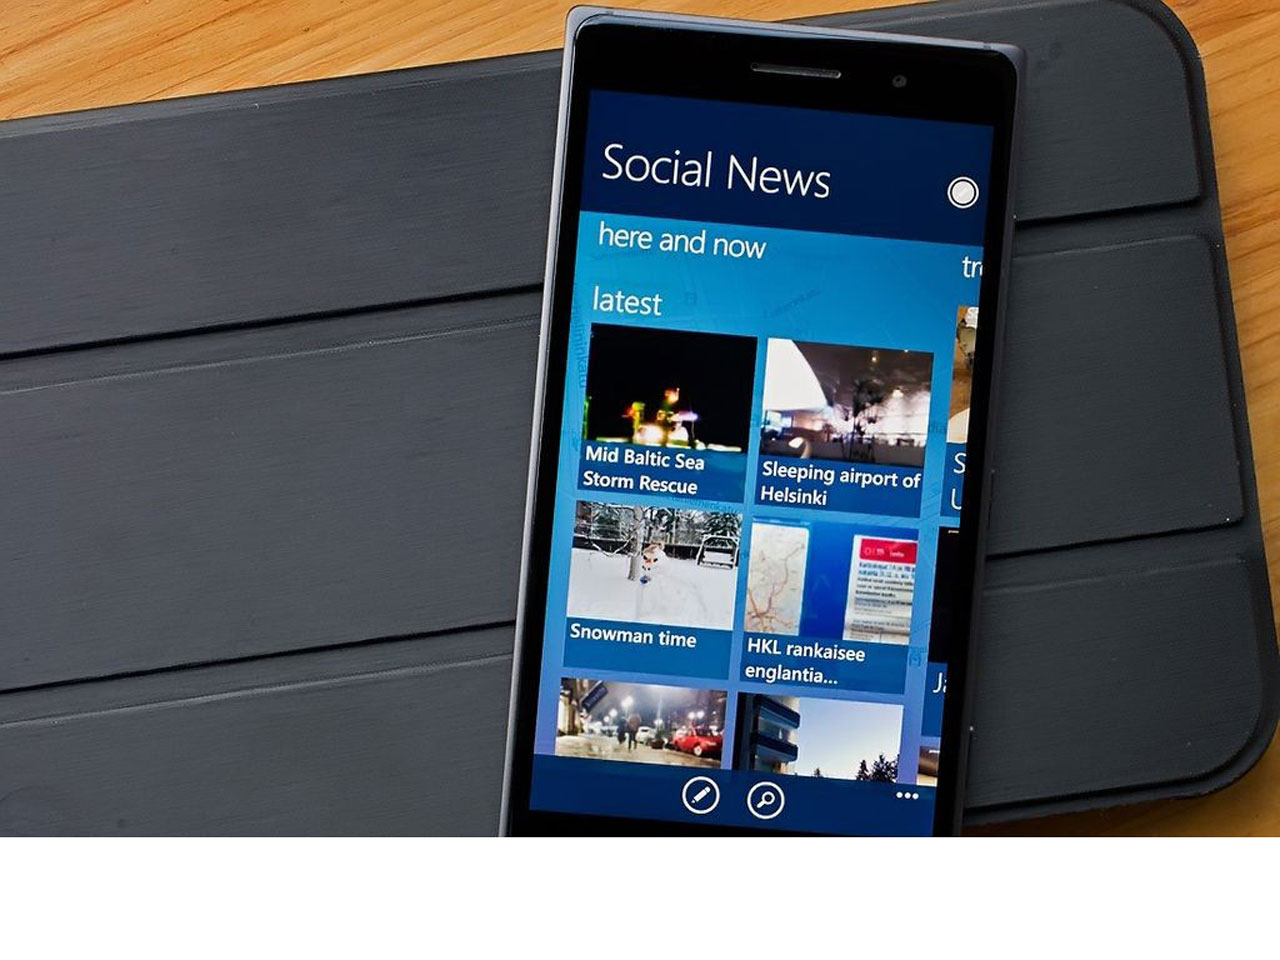 Social News
here and now
tr
latest
Mid Baltic Sea
Storm Rescue
Sleeping airport of
Helsinki
S
U
Snowman time
HKL rankaisee
englantia...
J